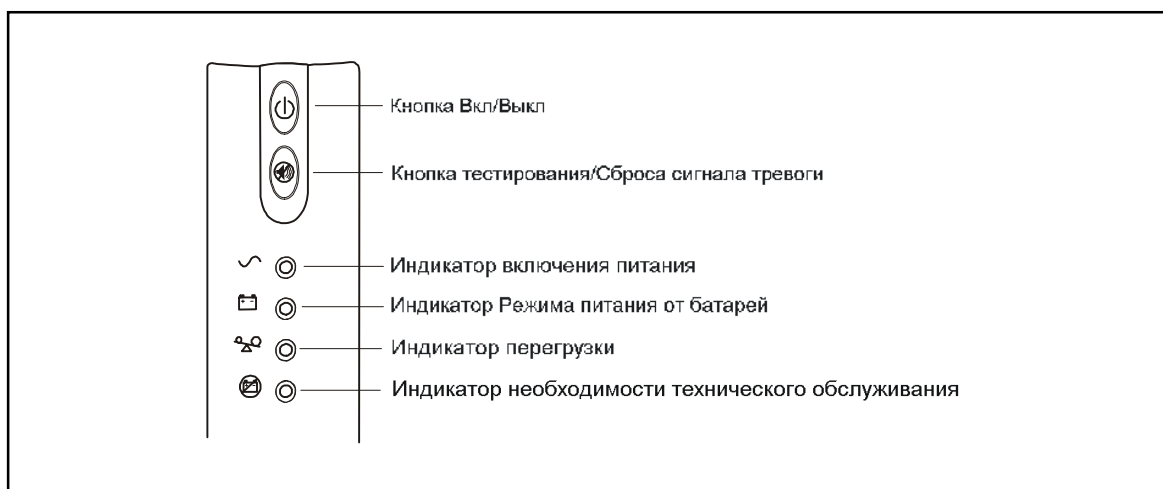 Кнопка Вкл/Выкл
Кнопка тестирования/Сброса сигнала тревоги
Индикатор включения питания
Индикатор Режима питания от батарей
Индикатор перегрузки
Индикатор необходимости технического обслуживания